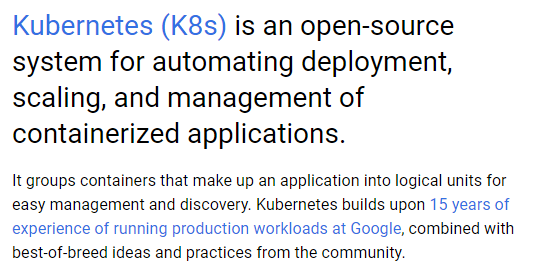 Kubernetes (K8s) is an open-source
system for automating deployment,
scaling, and management of
containerized applications.
It groups containers that make up an application into logical units for
easy management and discovery. Kubernetes builds upon 15 years of
experience of running production workloads at Google, combined with
best-of-breed ideas and practices from the community.